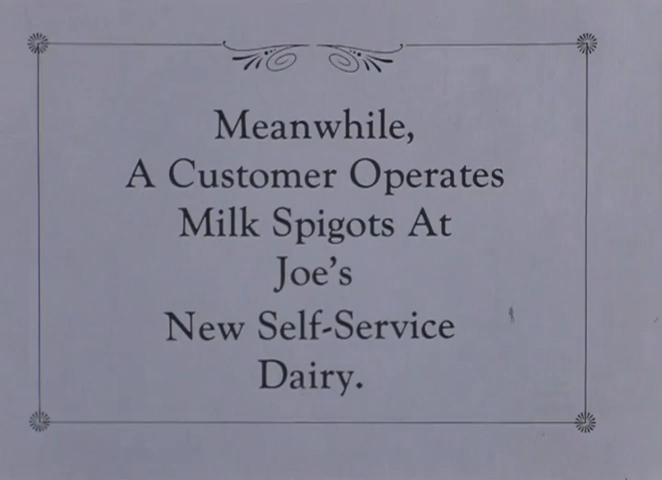 Meanwhile,
A Customer Operates
Milk Spigots At
Joe's
New Self-Service
Dairy.